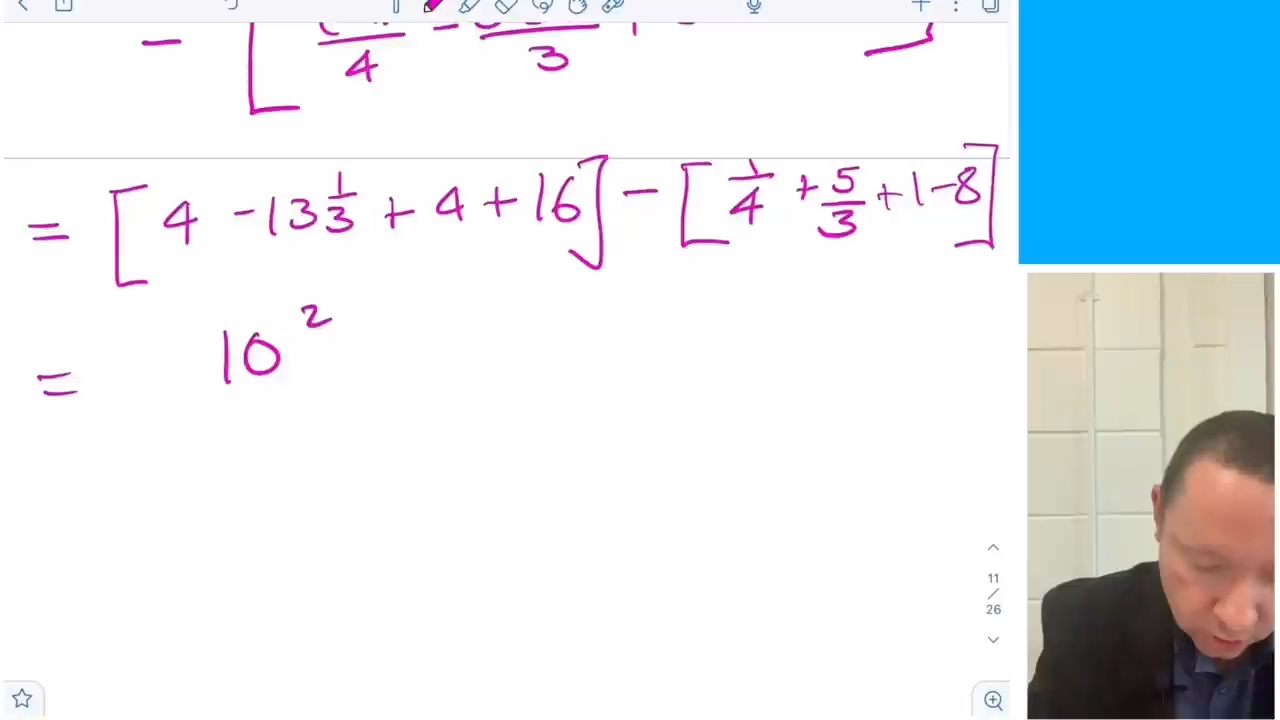 - [ 4 3 ]
= [ 4 - 13 1/3 + 4 + 16 ] - [ 1/4 + 5/3 + 1 - 8 ]
= 10 2
11
/
26